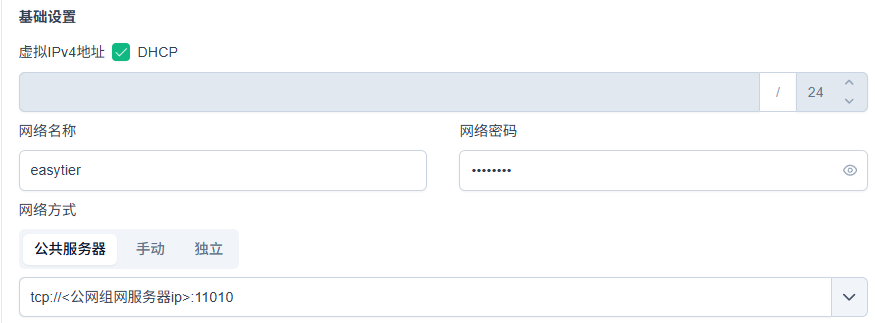 基础设置
虚拟IPv4地址 DHCP
/ 24
网络名称 网络密码
easytier ••••••••
网络方式
公共服务器 手动 独立
tcp://<公网组网服务器ip>:11010